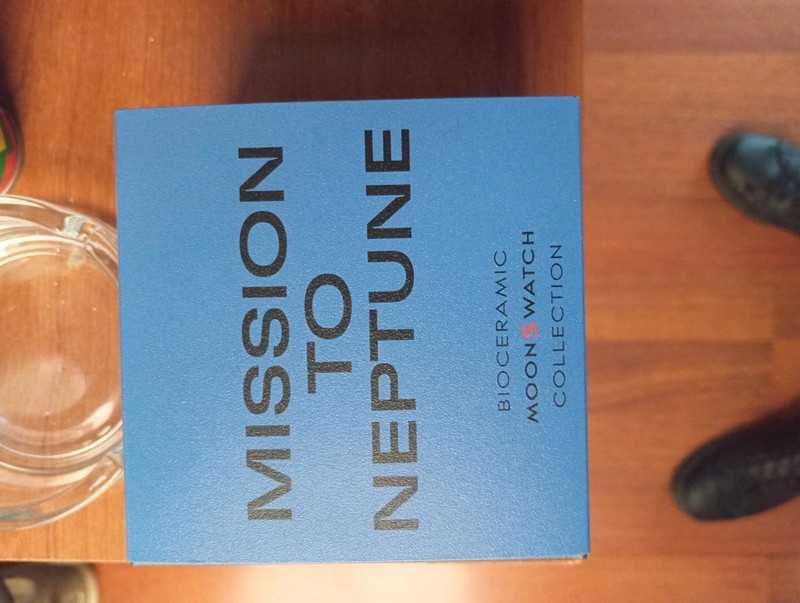 MISSION
TO
NEPTUNE
BIOCERAMIC
MOONSWATCH
COLLECTION